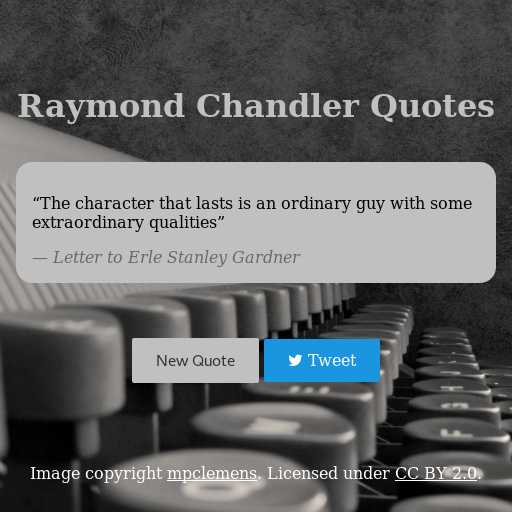 Raymond Chandler Quotes
“The character that lasts is an ordinary guy with some
extraordinary qualities”
— Letter to Erle Stanley Gardner
New Quote
Tweet
Image copyright mpclemens. Licensed under CC BY 2.0.